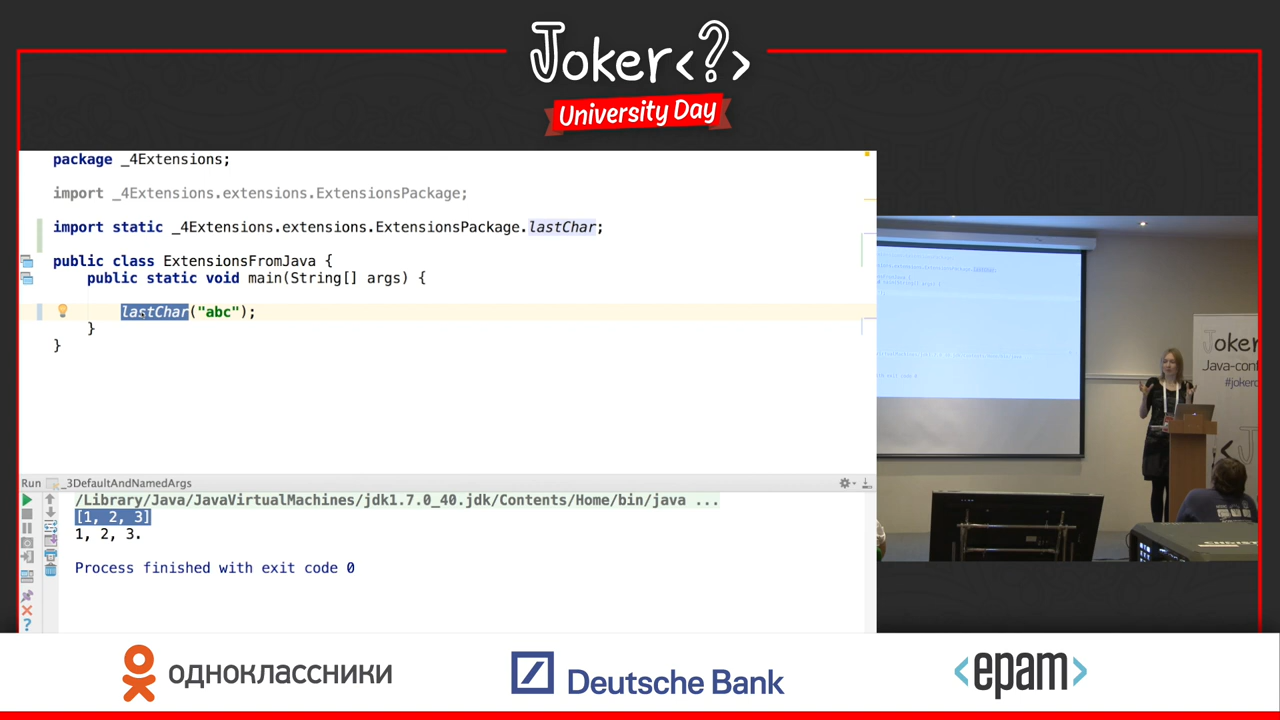 Joker<?>
University Day
package _4Extensions;
import _4Extensions.extensions.ExtensionsPackage;
import static _4Extensions.extensions.ExtensionsPackage.lastChar;
public class ExtensionsFromJava {
public static void main(String[] args) {
lastChar("abc");
}
}
Joker
Java-conf
#joker
Run _3DefaultAndNamedArgs
/Library/Java/JavaVirtualMachines/jdk1.7.0_40.jdk/Contents/Home/bin/java ...
[1, 2, 3]
1, 2, 3.
Process finished with exit code 0
?
одноклассники
Deutsche Bank
<epam>